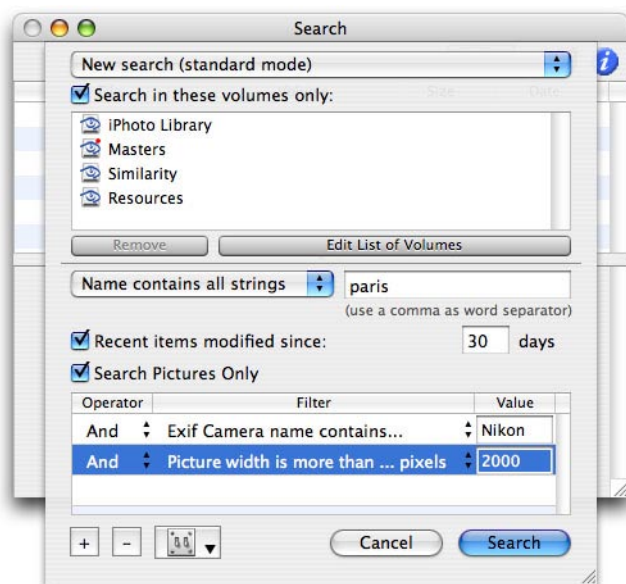 Search
New search (standard mode)
Search in these volumes only:
Size Date
iPhoto Library
Masters
Similarity
Resources
Remove Edit List of Volumes
Name contains all strings paris
(use a comma as word separator)
Recent items modified since: 30 days
Search Pictures Only
Operator Filter Value
And Exif Camera name contains... Nikon
And Picture width is more than ... pixels 2000
+ - Cancel Search